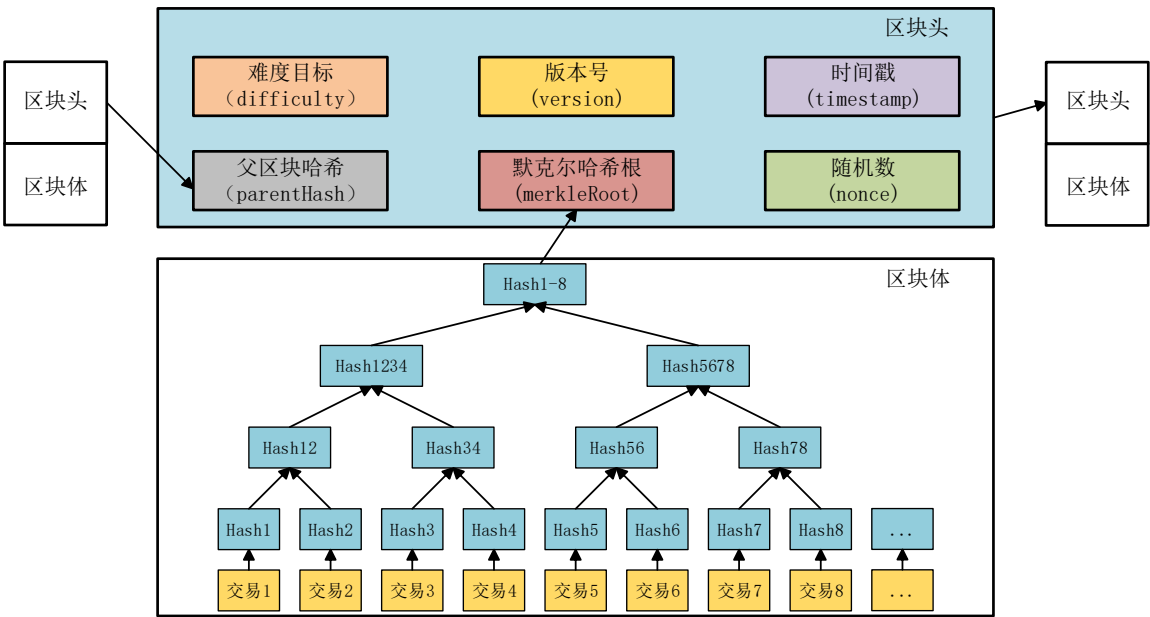 区块头
难度目标
（difficulty）
版本号
(version)
时间戳
(timestamp)
区块头
区块体
父区块哈希
（parentHash）
默克尔哈希根
(merkleRoot)
随机数
(nonce)
区块头
区块体
区块体
Hash1-8
Hash1234
Hash5678
Hash12
Hash34
Hash56
Hash78
Hash1
Hash2
Hash3
Hash4
Hash5
Hash6
Hash7
Hash8
...
交易1
交易2
交易3
交易4
交易5
交易6
交易7
交易8
...